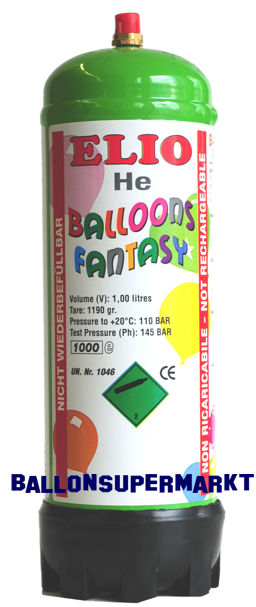 ELIO
He
BALLOONS
FANTASY
Volume (V): 1,00 litres
Tare: 1190 gr.
Pressure to +20°C: 110 BAR
Test Pressure (Ph): 145 BAR
1000 e
UN. Nr. 1046
CE
2
NICHT WIEDERBEFÜLLBAR
NON RICARICABILE - NOT RECHARGEABLE
BALLONSUPERMARKT